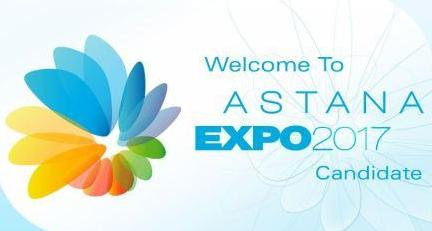 Welcome To
ASTANA
EXPO2017
Candidate